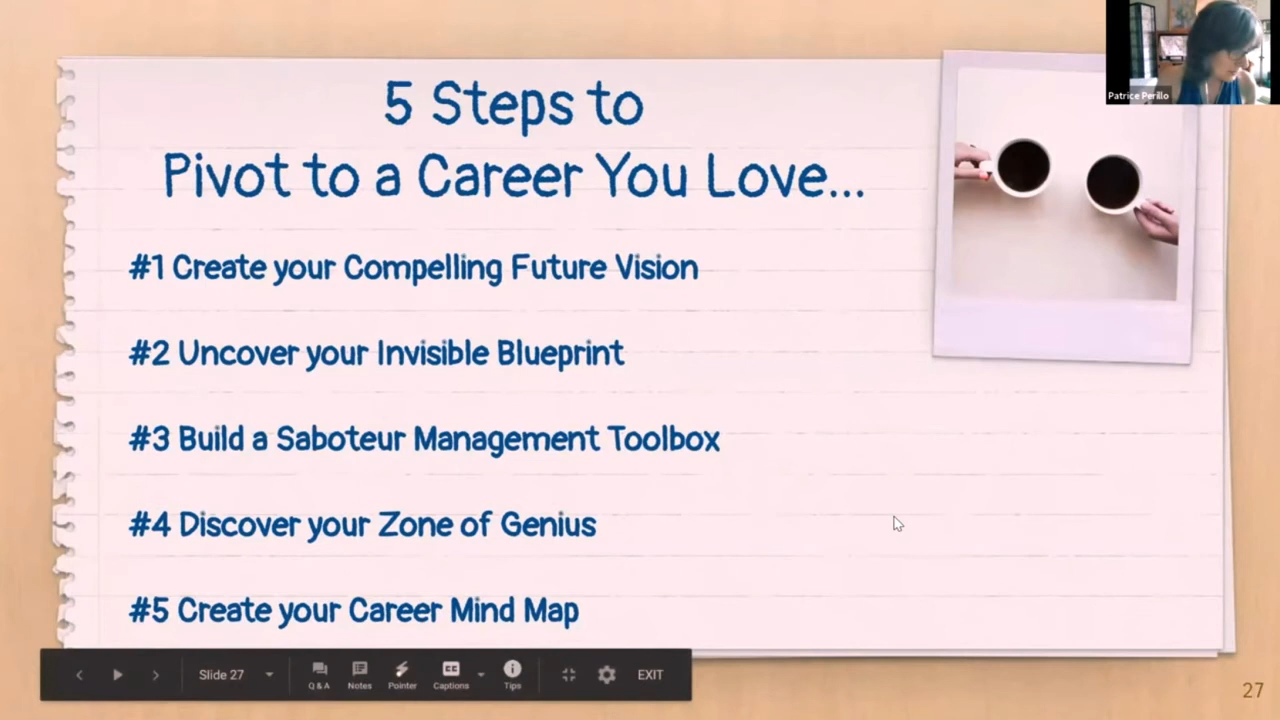 Patrice Perillo
5 Steps to
Pivot to a Career You Love...
#1 Create your Compelling Future Vision
#2 Uncover your Invisible Blueprint
#3 Build a Saboteur Management Toolbox
#4 Discover your Zone of Genius
#5 Create your Career Mind Map
Slide 27
Q & A
Notes
Pointer
CC
Captions
Tips
EXIT
27